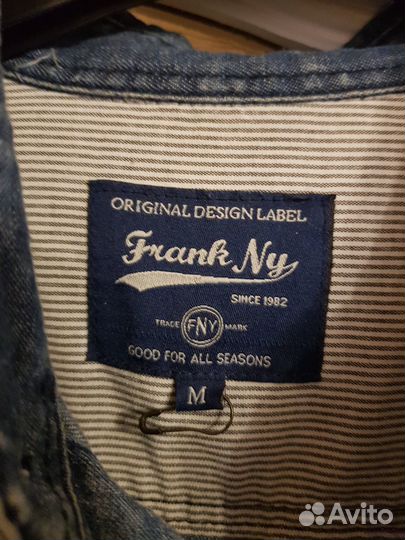 ORIGINAL DESIGN LABEL
Frank Ny
SINCE 1982
TRADE FNY MARK
GOOD FOR ALL SEASONS
M
Avito